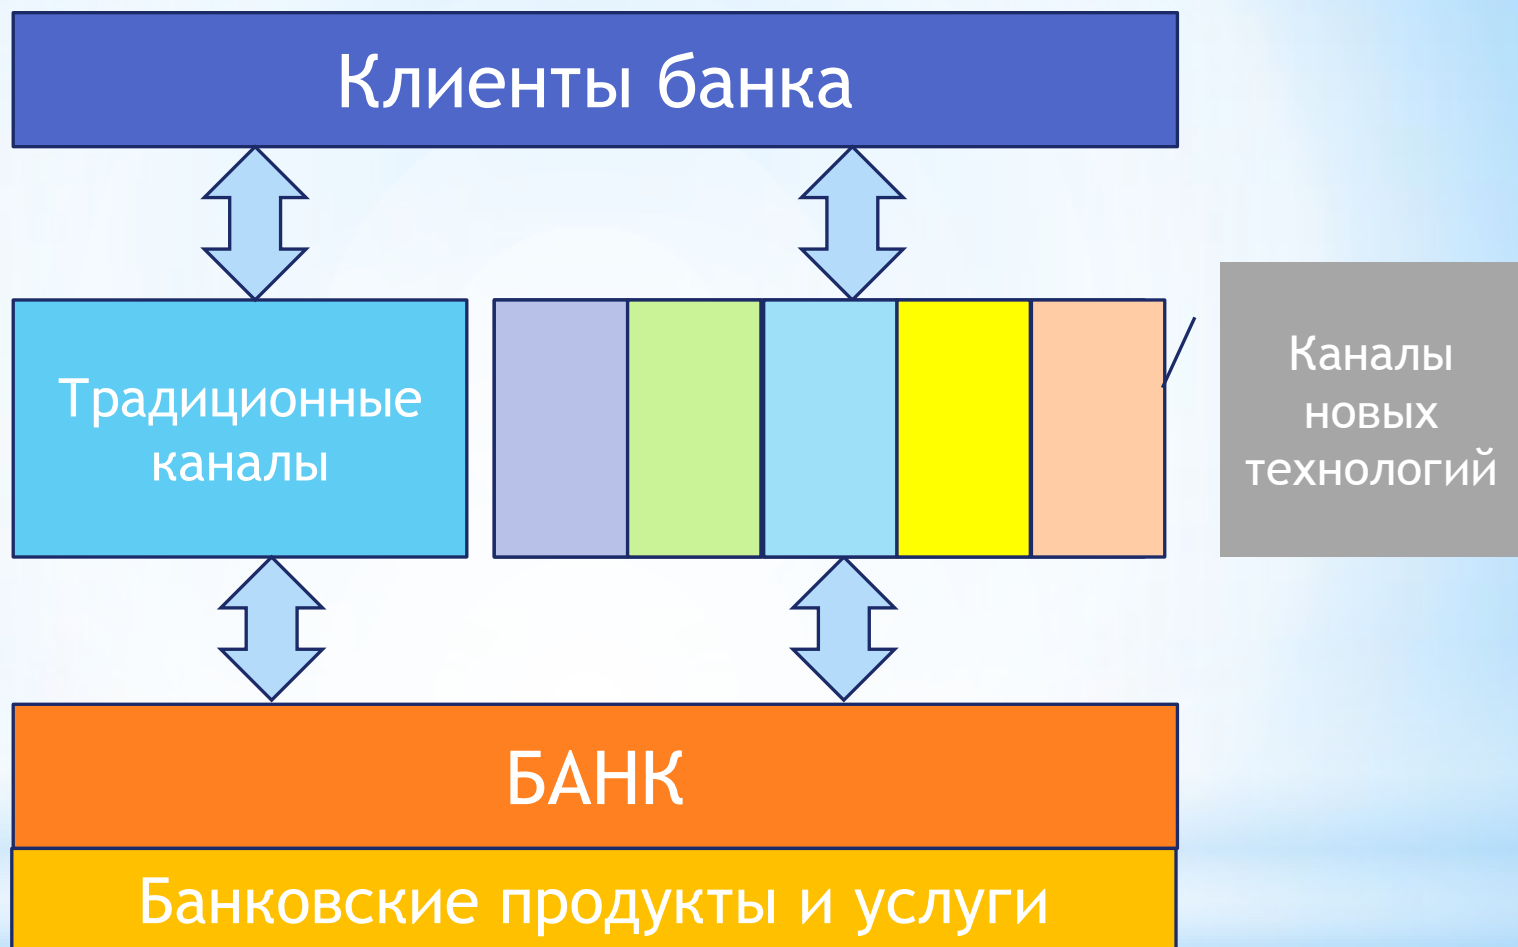 Клиенты банка
Традиционные
каналы
Каналы
новых
технологий
БАНК
Банковские продукты и услуги